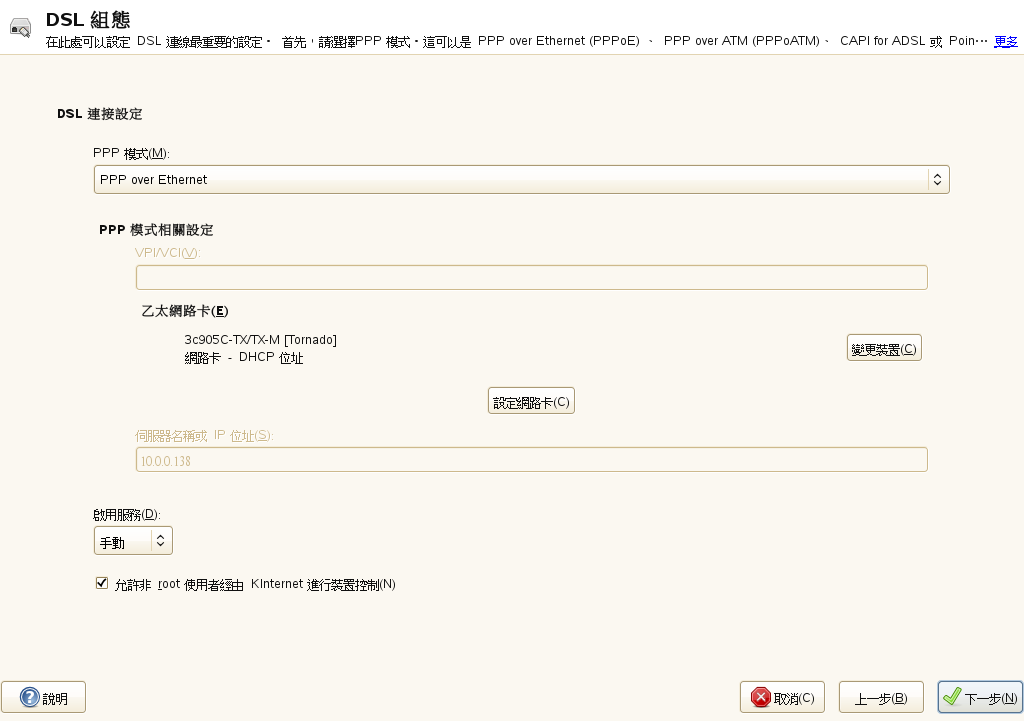 DSL 組態
在此處可以設定 DSL 連線最重要的設定。 首先，請選擇PPP 模式。這可以是 PPP over Ethernet (PPPoE) 、 PPP over ATM (PPPoATM)、 CAPI for ADSL 或 Poin… 更多
DSL 連接設定
PPP 模式(M):
PPP over Ethernet
PPP 模式相關設定
VPI/VCI(V):
乙太網路卡(E)
3c905C-TX/TX-M [Tornado]
網路卡 - DHCP 位址
變更裝置(C)
設定網路卡(C)
伺服器名稱或 IP 位址(S):
10.0.0.138
啟用服務(D):
手動
允許非 root 使用者經由 KInternet 進行裝置控制(N)
說明
取消(C)
上一步(B)
下一步(N)